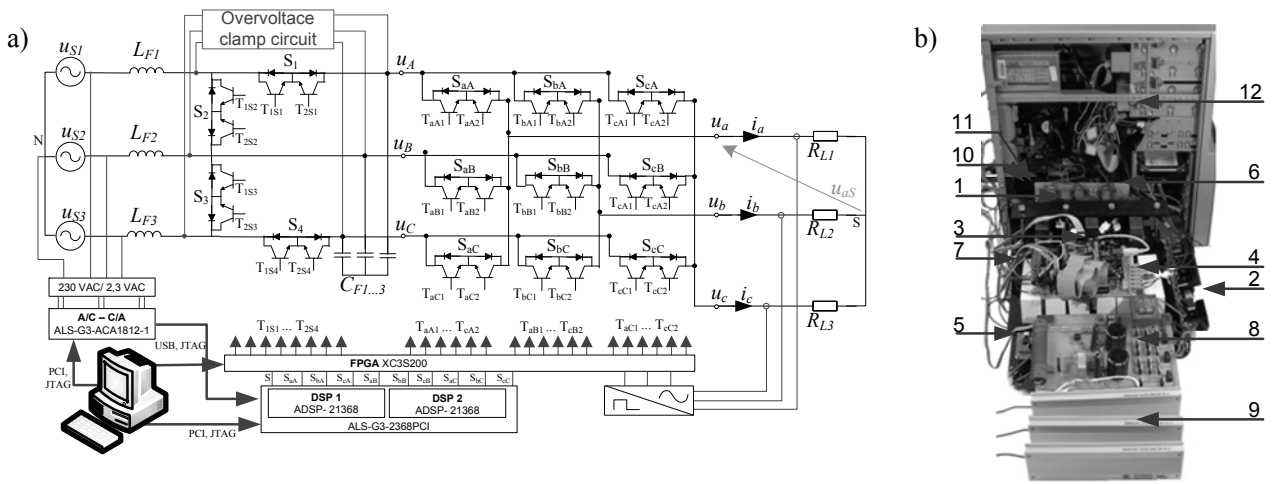 a)
Overvoltace
clamp circuit
b)
uS1
LF1
S1
uA
SaA
SbA
ScA
T1S1 T2S1
TaA1 TaA2
TbA1 TbA2
TcA1 TcA2
S2
T1S2
T2S2
N
uS2
LF2
uB
ua
ia
RL1
SaB
SbB
ScB
uaS
TaB1 TaB2
TbB1 TbB2
TcA1 TcA2
S3
T1S3
T2S3
ub
ib
RL2
S
uS3
LF3
S4
uC
SaC
SbC
ScC
T1S4 T2S4
CF1...3
TaC1 TaC2
TbC1 TbC2
TcC1 TcC2
uc
ic
RL3
230 VAC/ 2,3 VAC
A/C – C/A
ALS-G3-ACA1812-1
USB, JTAG
T1S1 ... T2S4
TaA1 ... TcA2
TaB1 ... TcB2
TaC1 ... TcC2
FPGA XC3S200
PCI,
JTAG
S SaA SbA ScA SaB SbB ScB SaC SbC ScC
DSP 1
ADSP- 21368
DSP 2
ADSP- 21368
ALS-G3-2368PCI
PCI, JTAG
12
11
10
1
6
3
7
4
2
5
8
9